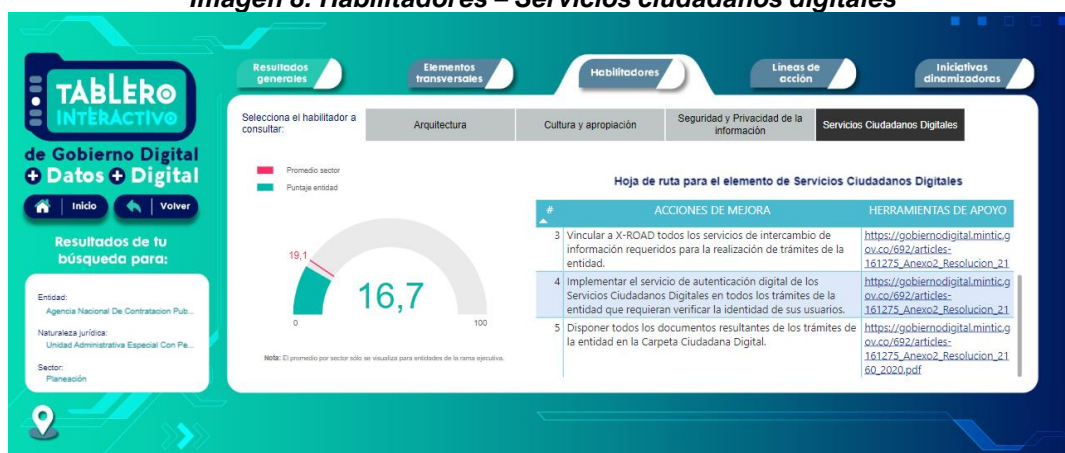 Imagen 8. Habilitadores – Servicios ciudadanos digitales
Resultados
generales
Elementos
transversales
Habilitadores
Líneas de
acción
Iniciativas
dinamizadoras
TABLERO
INTERACTIVO
de Gobierno Digital
+ Datos + Digital
Inicio
Volver
Resultados de tu
búsqueda para:
Entidad:
Agencia Nacional De Contratacion Pub...
Naturaleza jurídica:
Unidad Administrativa Especial Con Pe...
Sector:
Planeación
Selecciona el habilitador a
consultar:
Arquitectura
Cultura y apropiación
Seguridad y Privacidad de la
información
Servicios Ciudadanos Digitales
Promedio sector
Puntaje entidad
19,1
16,7
0
100
Nota: El promedio por sector sólo se visualiza para entidades de la rama ejecutiva.
Hoja de ruta para el elemento de Servicios Ciudadanos Digitales
# ACCIONES DE MEJORA HERRAMIENTAS DE APOYO
3 Vincular a X-ROAD todos los servicios de intercambio de
información requeridos para la realización de trámites de la
entidad.
https://gobiernodigital.mintic.g
ov.co/692/articles-
161275_Anexo2_Resolucion_21
4 Implementar el servicio de autenticación digital de los
Servicios Ciudadanos Digitales en todos los trámites de la
entidad que requieran verificar la identidad de sus usuarios.
https://gobiernodigital.mintic.g
ov.co/692/articles-
161275_Anexo2_Resolucion_21
5 Disponer todos los documentos resultantes de los trámites de
la entidad en la Carpeta Ciudadana Digital.
https://gobiernodigital.mintic.g
ov.co/692/articles-
161275_Anexo2_Resolucion_21
60_2020.pdf